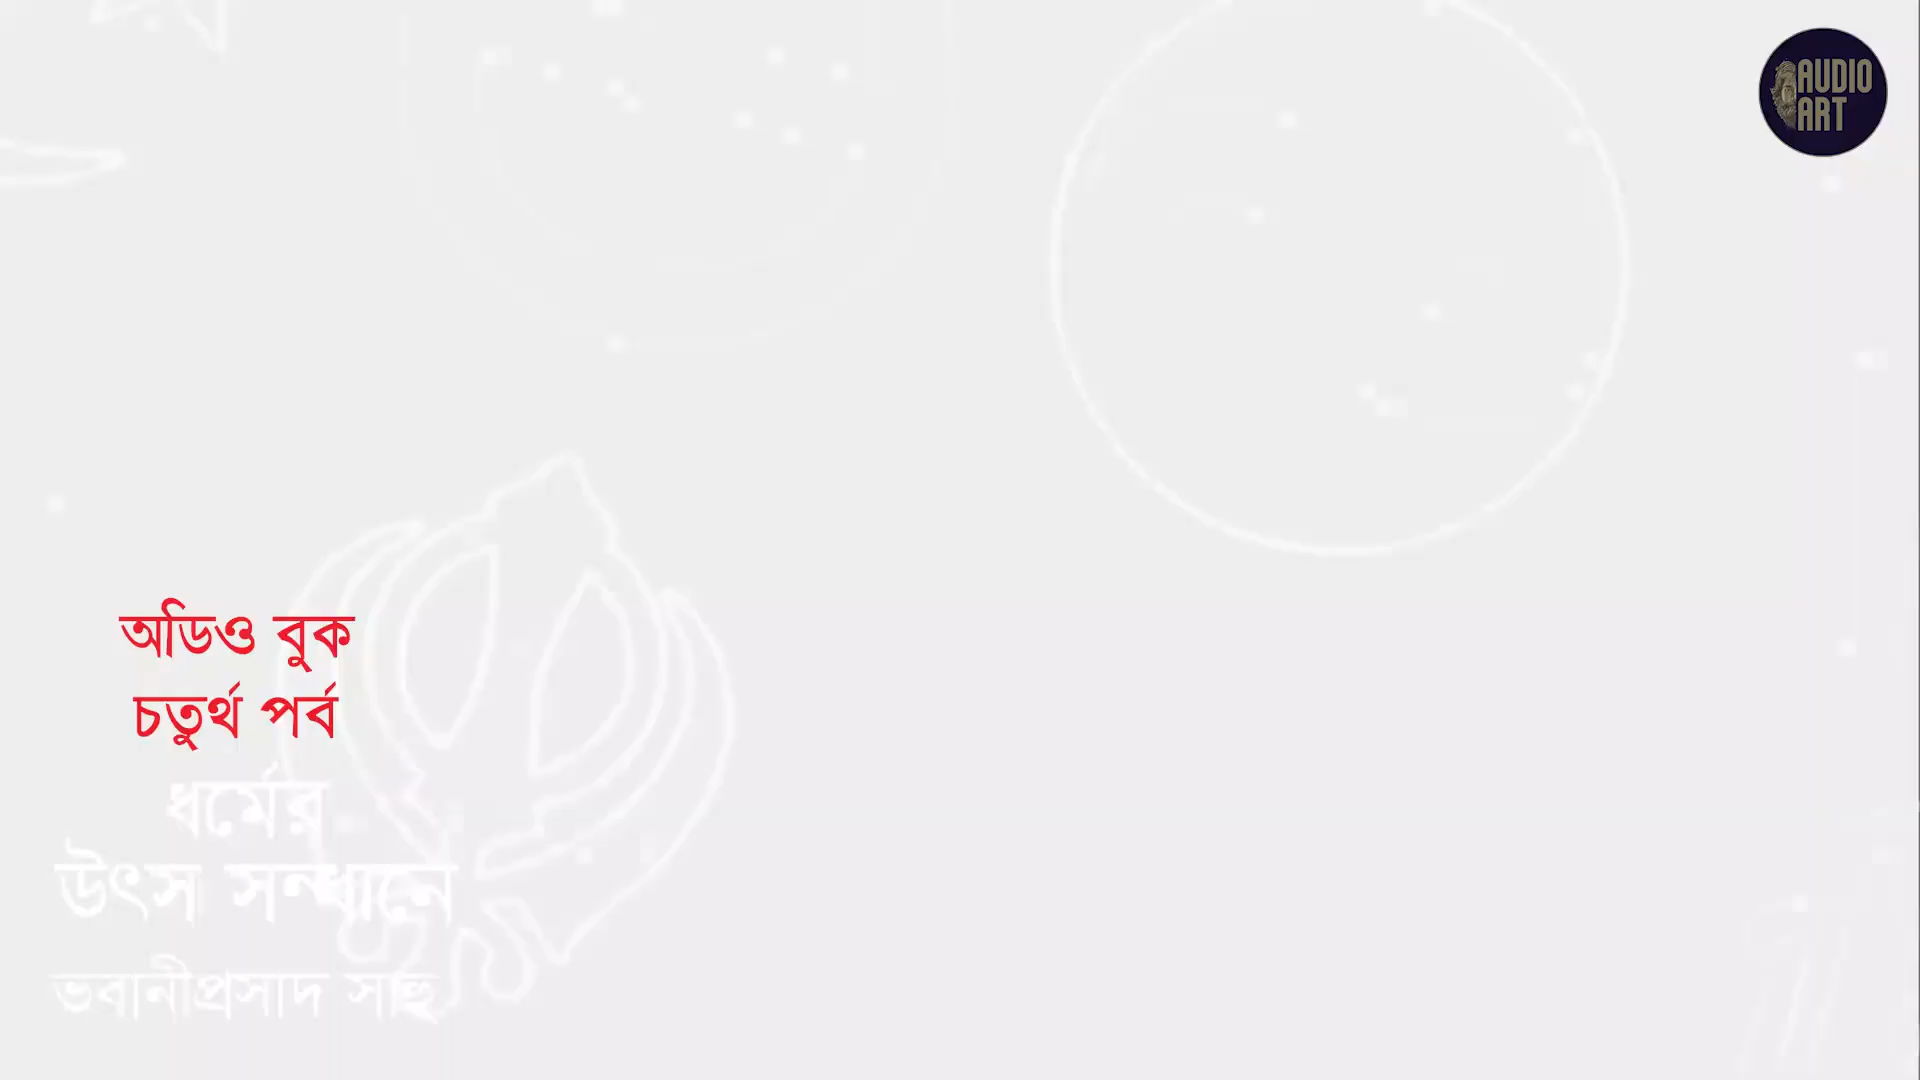 AUDIO
ART
অডিও বুক
চতুর্থ পর্ব
ধর্মের
উৎস সন্ধানে
ভবানীপ্রসাদ সাহু